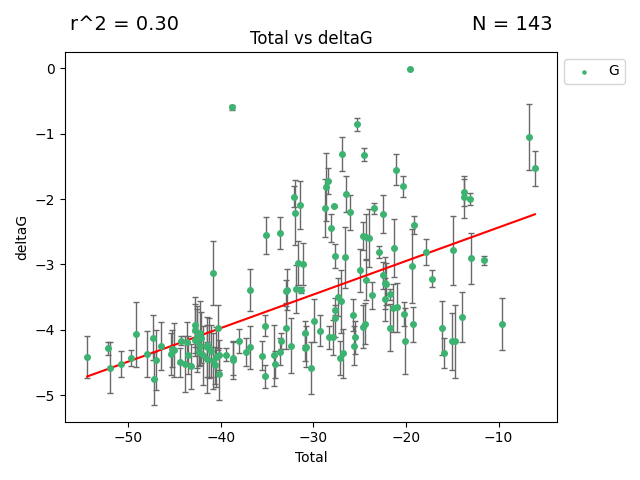 r^2 = 0.30
N = 143
Total vs deltaG
G
deltaG
0
−1
−2
−3
−4
−5
−50
−40
−30
−20
−10
Total